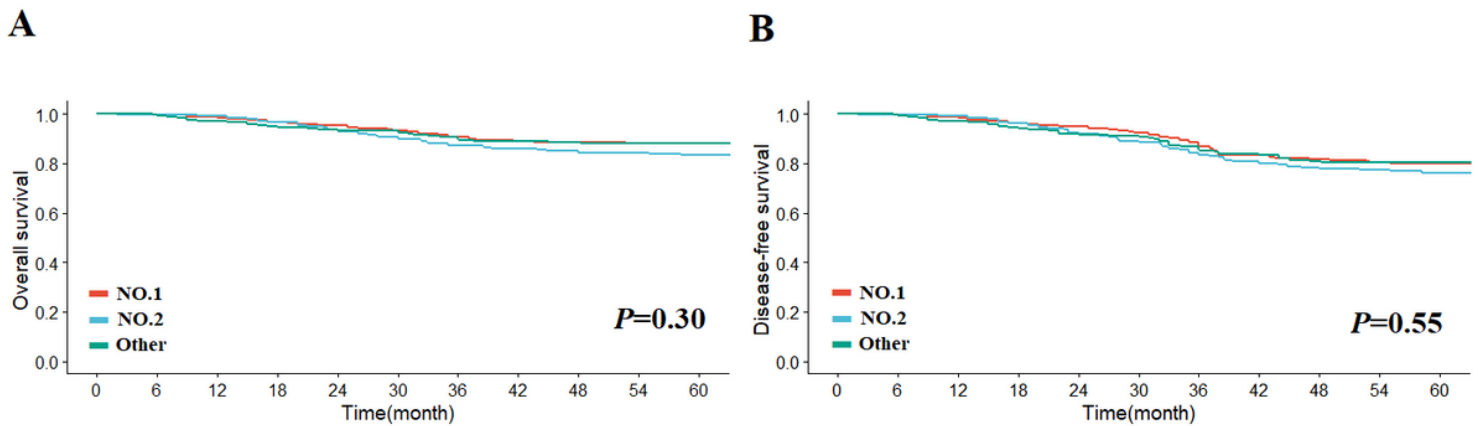 A
Overall survival
1.0
0.8
0.6
0.4
0.2
0.0
NO.1
NO.2
Other
P=0.30
0 6 12 18 24 30 36 42 48 54 60
Time(month)
B
Disease-free survival
1.0
0.8
0.6
0.4
0.2
0.0
NO.1
NO.2
Other
P=0.55
0 6 12 18 24 30 36 42 48 54 60
Time(month)